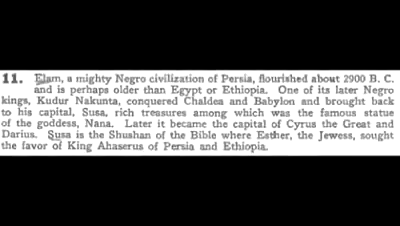 11. Elam, a mighty Negro civilization of Persia, flourished about 2900 B. C.
and is perhaps older than Egypt or Ethiopia. One of its later Negro
kings, Kudur Nakunta, conquered Chaldea and Babylon and brought back
to his capital, Susa, rich treasures among which was the famous statue
of the goddess, Nana. Later it became the capital of Cyrus the Great and
Darius. Susa is the Shushan of the Bible where Esther, the Jewess, sought
the favor of King Ahaserus of Persia and Ethiopia.